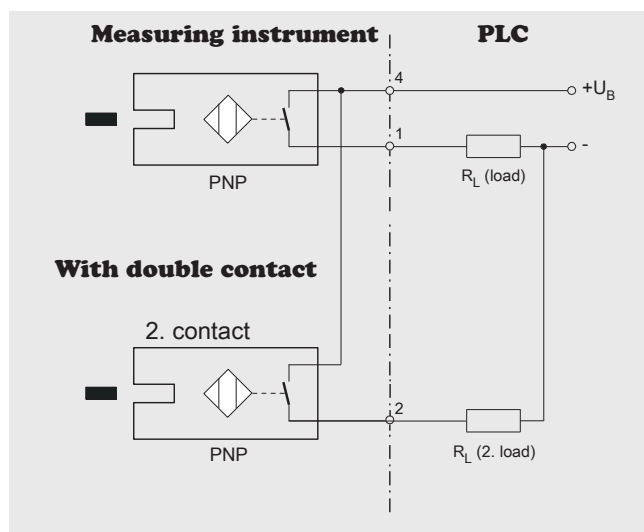 Measuring instrument
PLC
4
+U_B
1
-
PNP
R_L (load)
With double contact
2. contact
2
PNP
R_L (2. load)